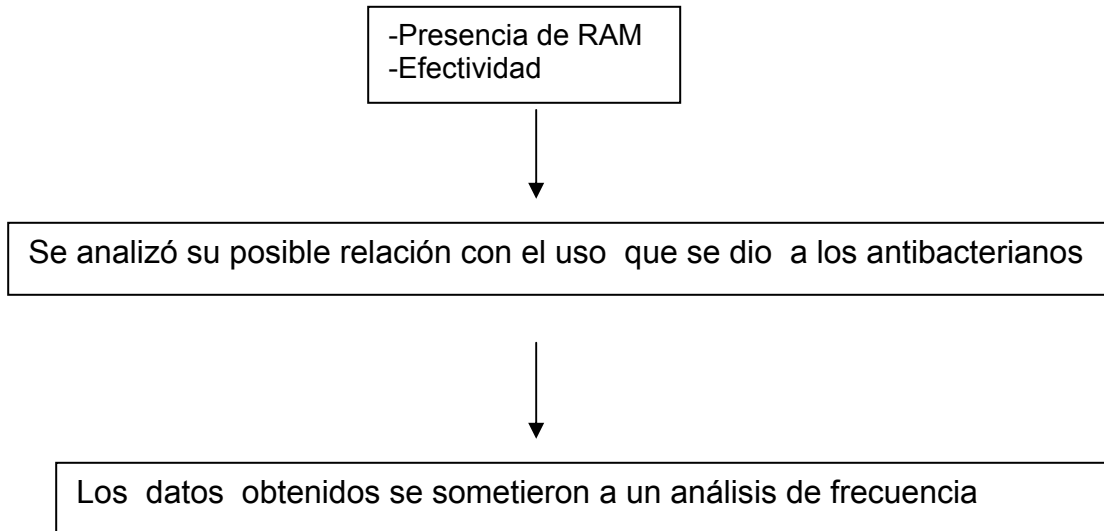 -Presencia de RAM
-Efectividad
Se analizó su posible relación con el uso que se dio a los antibacterianos
Los datos obtenidos se sometieron a un análisis de frecuencia